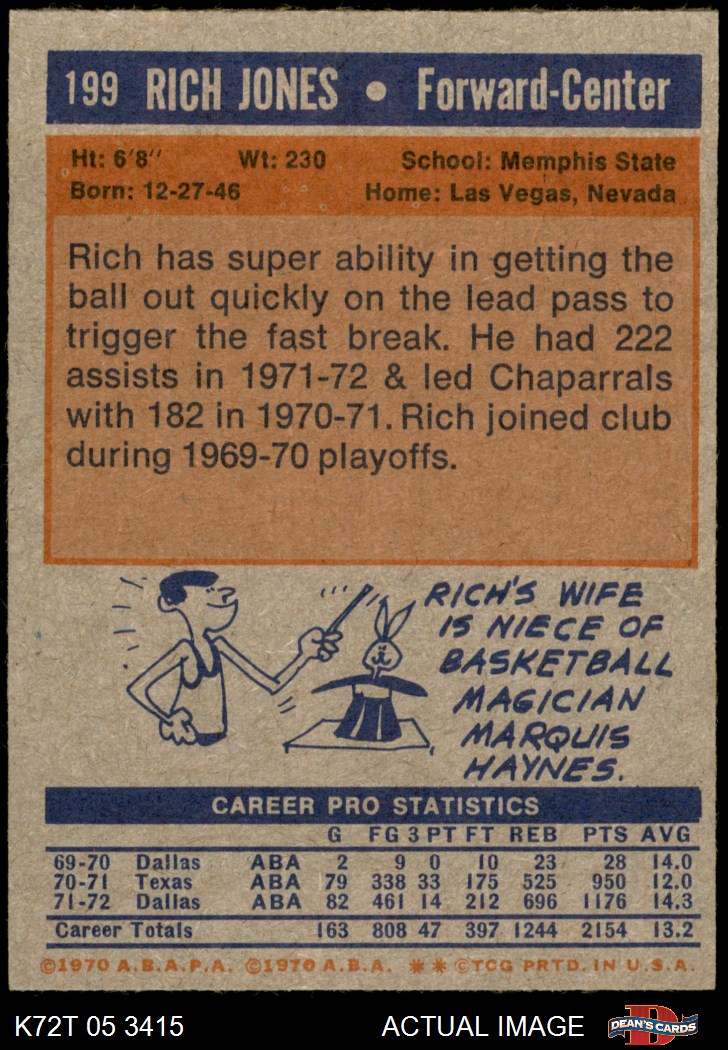 199 RICH JONES • Forward-Center
Ht: 6'8" Wt: 230 School: Memphis State
Born: 12-27-46 Home: Las Vegas, Nevada
Rich has super ability in getting the
ball out quickly on the lead pass to
trigger the fast break. He had 222
assists in 1971-72 & led Chaparrals
with 182 in 1970-71. Rich joined club
during 1969-70 playoffs.
RICH'S WIFE
IS NIECE OF
BASKETBALL
MAGICIAN
MARQUIS
HAYNES.
CAREER PRO STATISTICS
G FG 3 PT FT REB PTS AVG
69-70 Dallas ABA 2 9 0 10 23 28 14.0
70-71 Texas ABA 79 338 33 175 525 950 12.0
71-72 Dallas ABA 82 461 14 212 696 1176 14.3
Career Totals 163 808 47 397 1244 2154 13.2
©1970 A.B.A.P.A. ©1970 A.B.A. ** ©TCG PRTD. IN U.S.A.
K72T 05 3415 ACTUAL IMAGE D DEAN'S CARDS